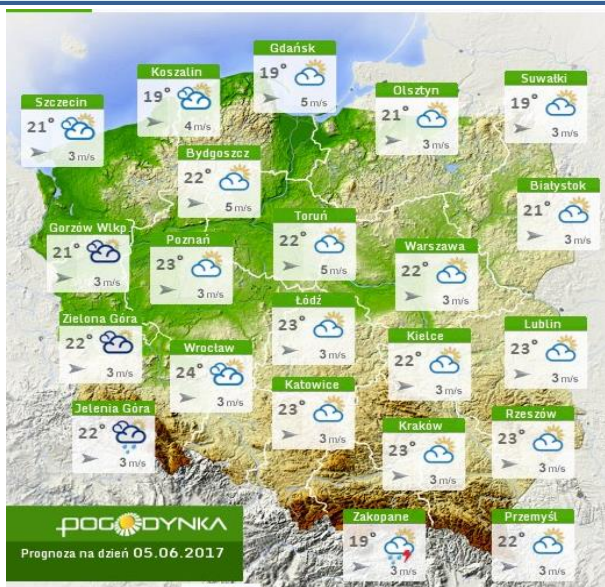 Gdańsk
19°
5 m/s
Koszalin
19°
4 m/s
Suwałki
19°
3 m/s
Olsztyn
21°
3 m/s
Szczecin
21°
3 m/s
Bydgoszcz
22°
5 m/s
Białystok
21°
3 m/s
Toruń
22°
5 m/s
Gorzów Wlkp
21°
3 m/s
Poznań
23°
3 m/s
Warszawa
22°
3 m/s
Łódź
23°
3 m/s
Zielona Góra
22°
3 m/s
Lublin
23°
3 m/s
Kielce
22°
3 m/s
Wrocław
24°
3 m/s
Katowice
23°
3 m/s
Jelenia Góra
22°
3 m/s
Rzeszów
23°
3 m/s
Kraków
23°
3 m/s
Zakopane
19°
3 m/s
Przemyśl
22°
3 m/s
POGODYNKA
Prognoza na dzień 05.06.2017